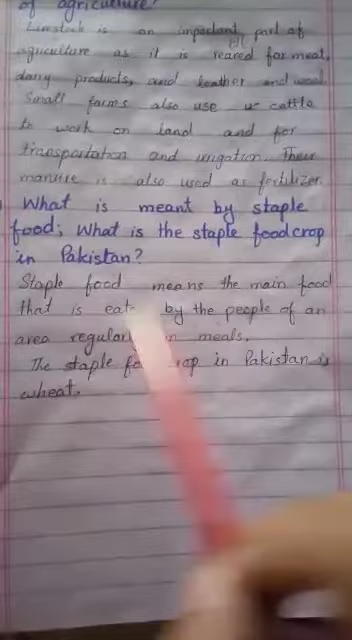 of agriculture?
Livestock is an important part of
agriculture as it is reared for meat,
dairy products, and leather and wool.
Small farms also use cattle
to work on land and for
transportation and irrigation. Their
manure is also used as fertilizer.
What is meant by staple
food; What is the staple food crop
in Pakistan?
Staple food means the main food
that is eat by the people of an
area regularly in meals.
The staple fo rop in Pakistan is
wheat.